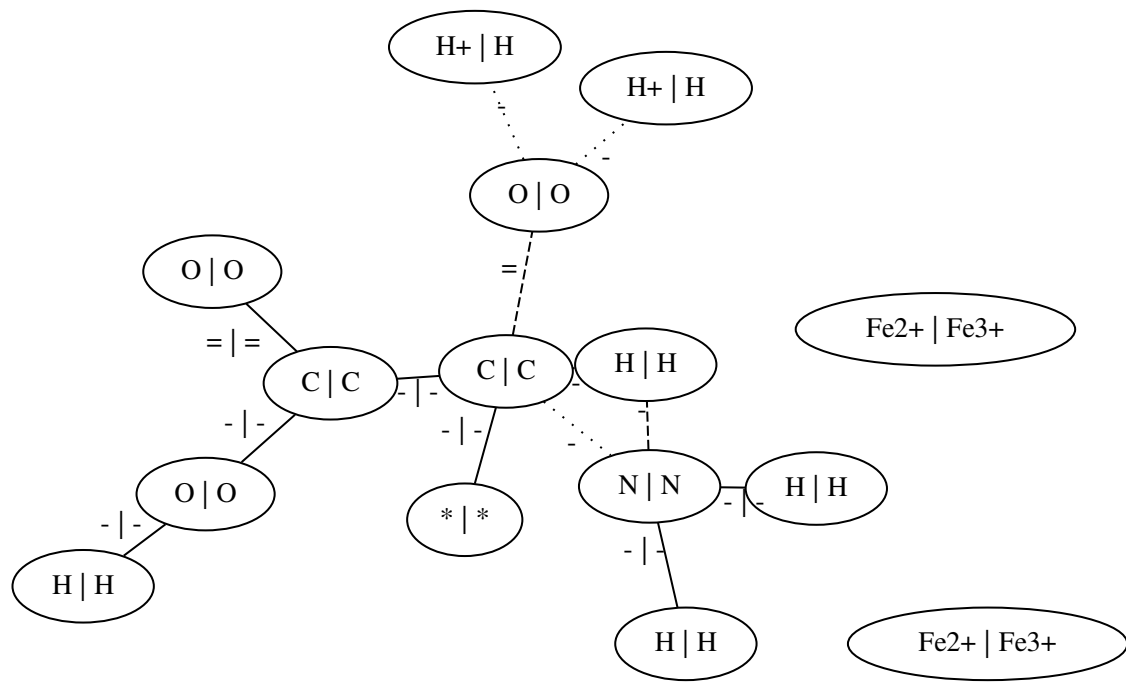 H+ | H
H+ | H
-
-
O | O
O | O
=
Fe2+ | Fe3+
= | =
H | H
C | C
C | C
- | -
-
-
- | -
- | -
-
N | N
H | H
O | O
- | -
* | *
- | -
- | -
H | H
H | H
Fe2+ | Fe3+